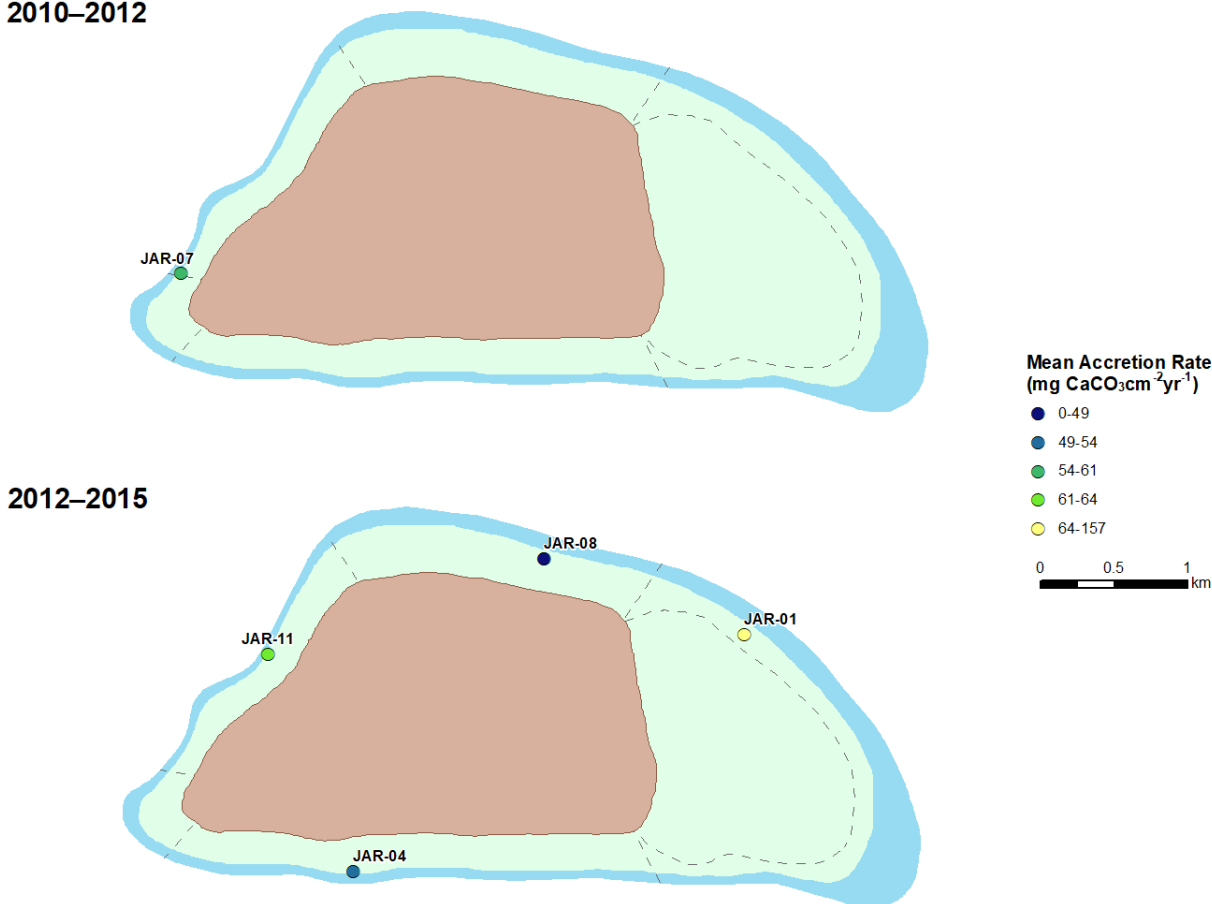 2010–2012
JAR-07
Mean Accretion Rate
(mg CaCO₃cm⁻²yr⁻¹)
0-49
49-54
54-61
61-64
64-157
0 0.5 1
km
2012–2015
JAR-08
JAR-01
JAR-11
JAR-04